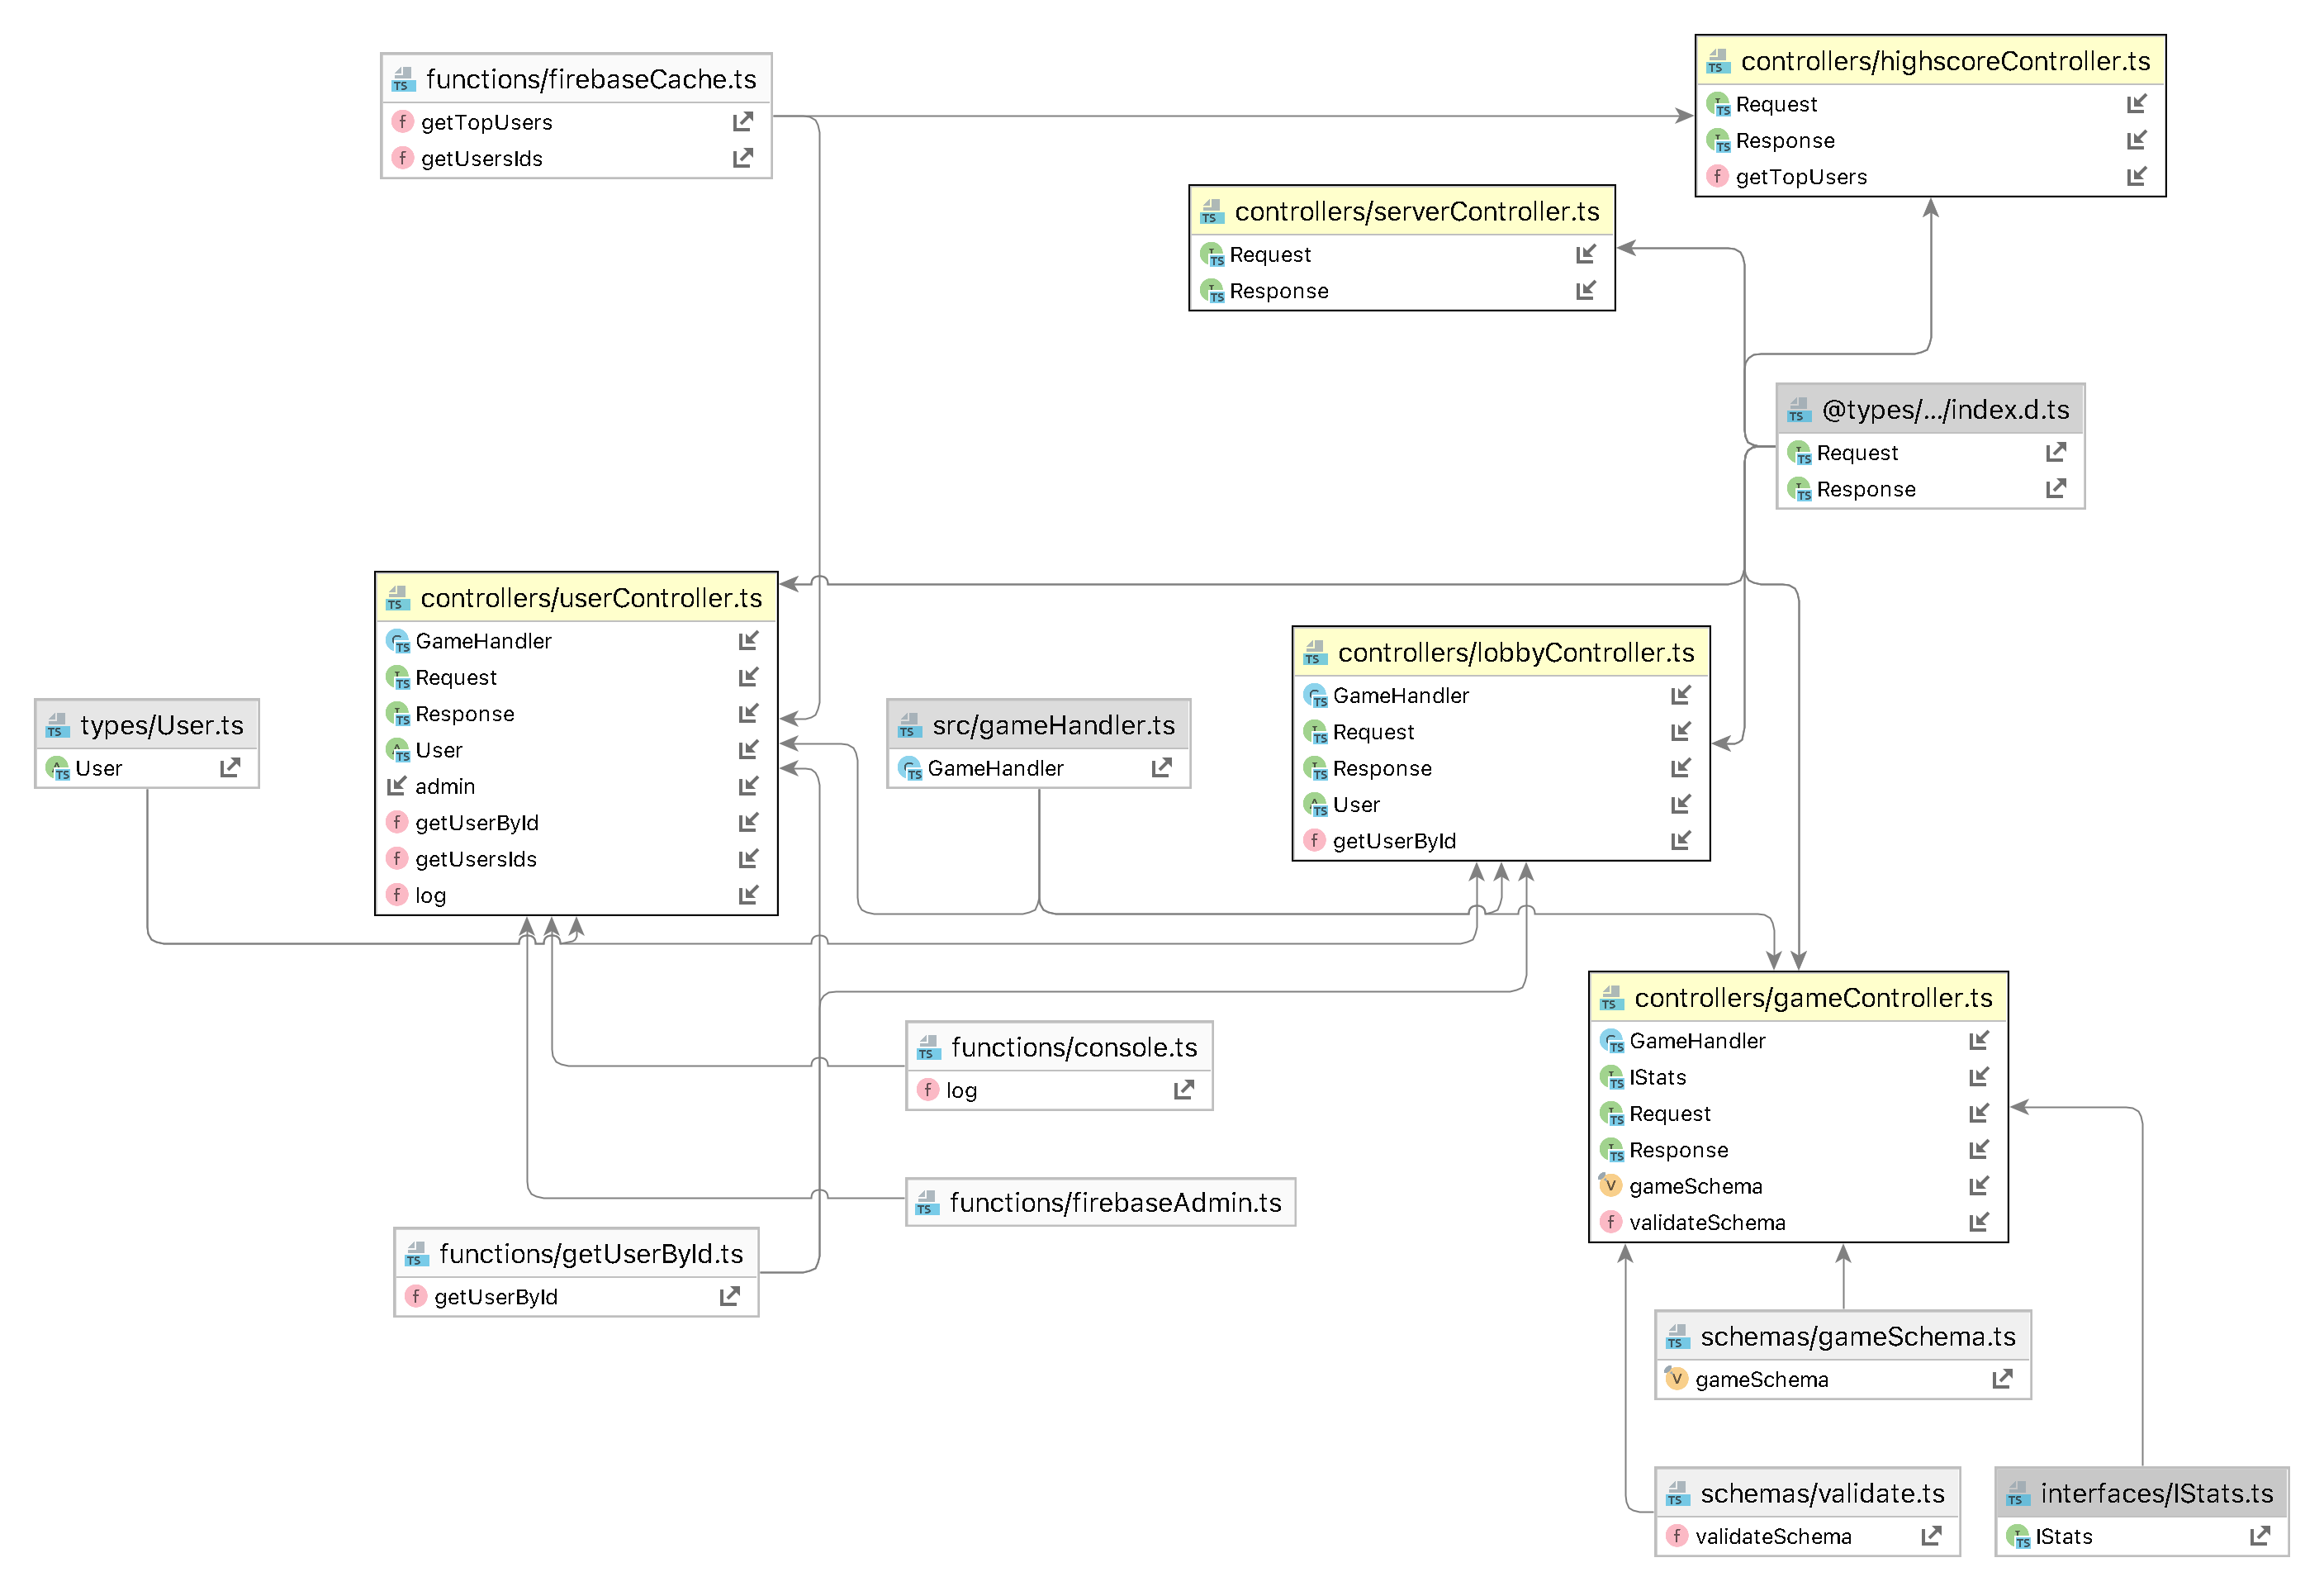 functions/firebaseCache.ts
getTopUsers
getUsersIds
controllers/highscoreController.ts
Request
Response
getTopUsers
controllers/serverController.ts
Request
Response
@types/.../index.d.ts
Request
Response
controllers/userController.ts
GameHandler
Request
Response
User
admin
getUserById
getUsersIds
log
controllers/lobbyController.ts
GameHandler
Request
Response
User
getUserById
types/User.ts
User
src/gameHandler.ts
GameHandler
controllers/gameController.ts
GameHandler
IStats
Request
Response
gameSchema
validateSchema
functions/console.ts
log
functions/firebaseAdmin.ts
functions/getUserById.ts
getUserById
schemas/gameSchema.ts
gameSchema
schemas/validate.ts
validateSchema
interfaces/IStats.ts
IStats